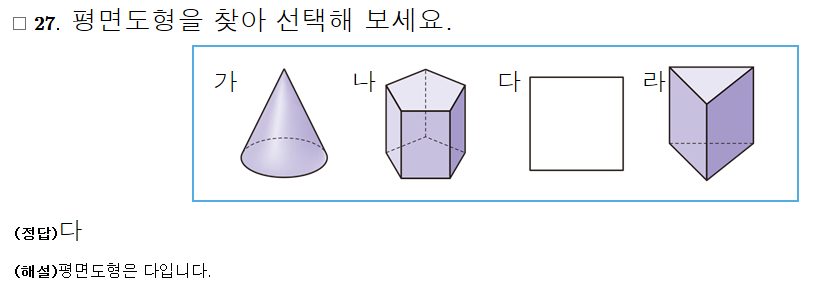 □ 27. 평면도형을 찾아 선택해 보세요.
가 나 다 라
(정답)다
(해설)평면도형은 다입니다.